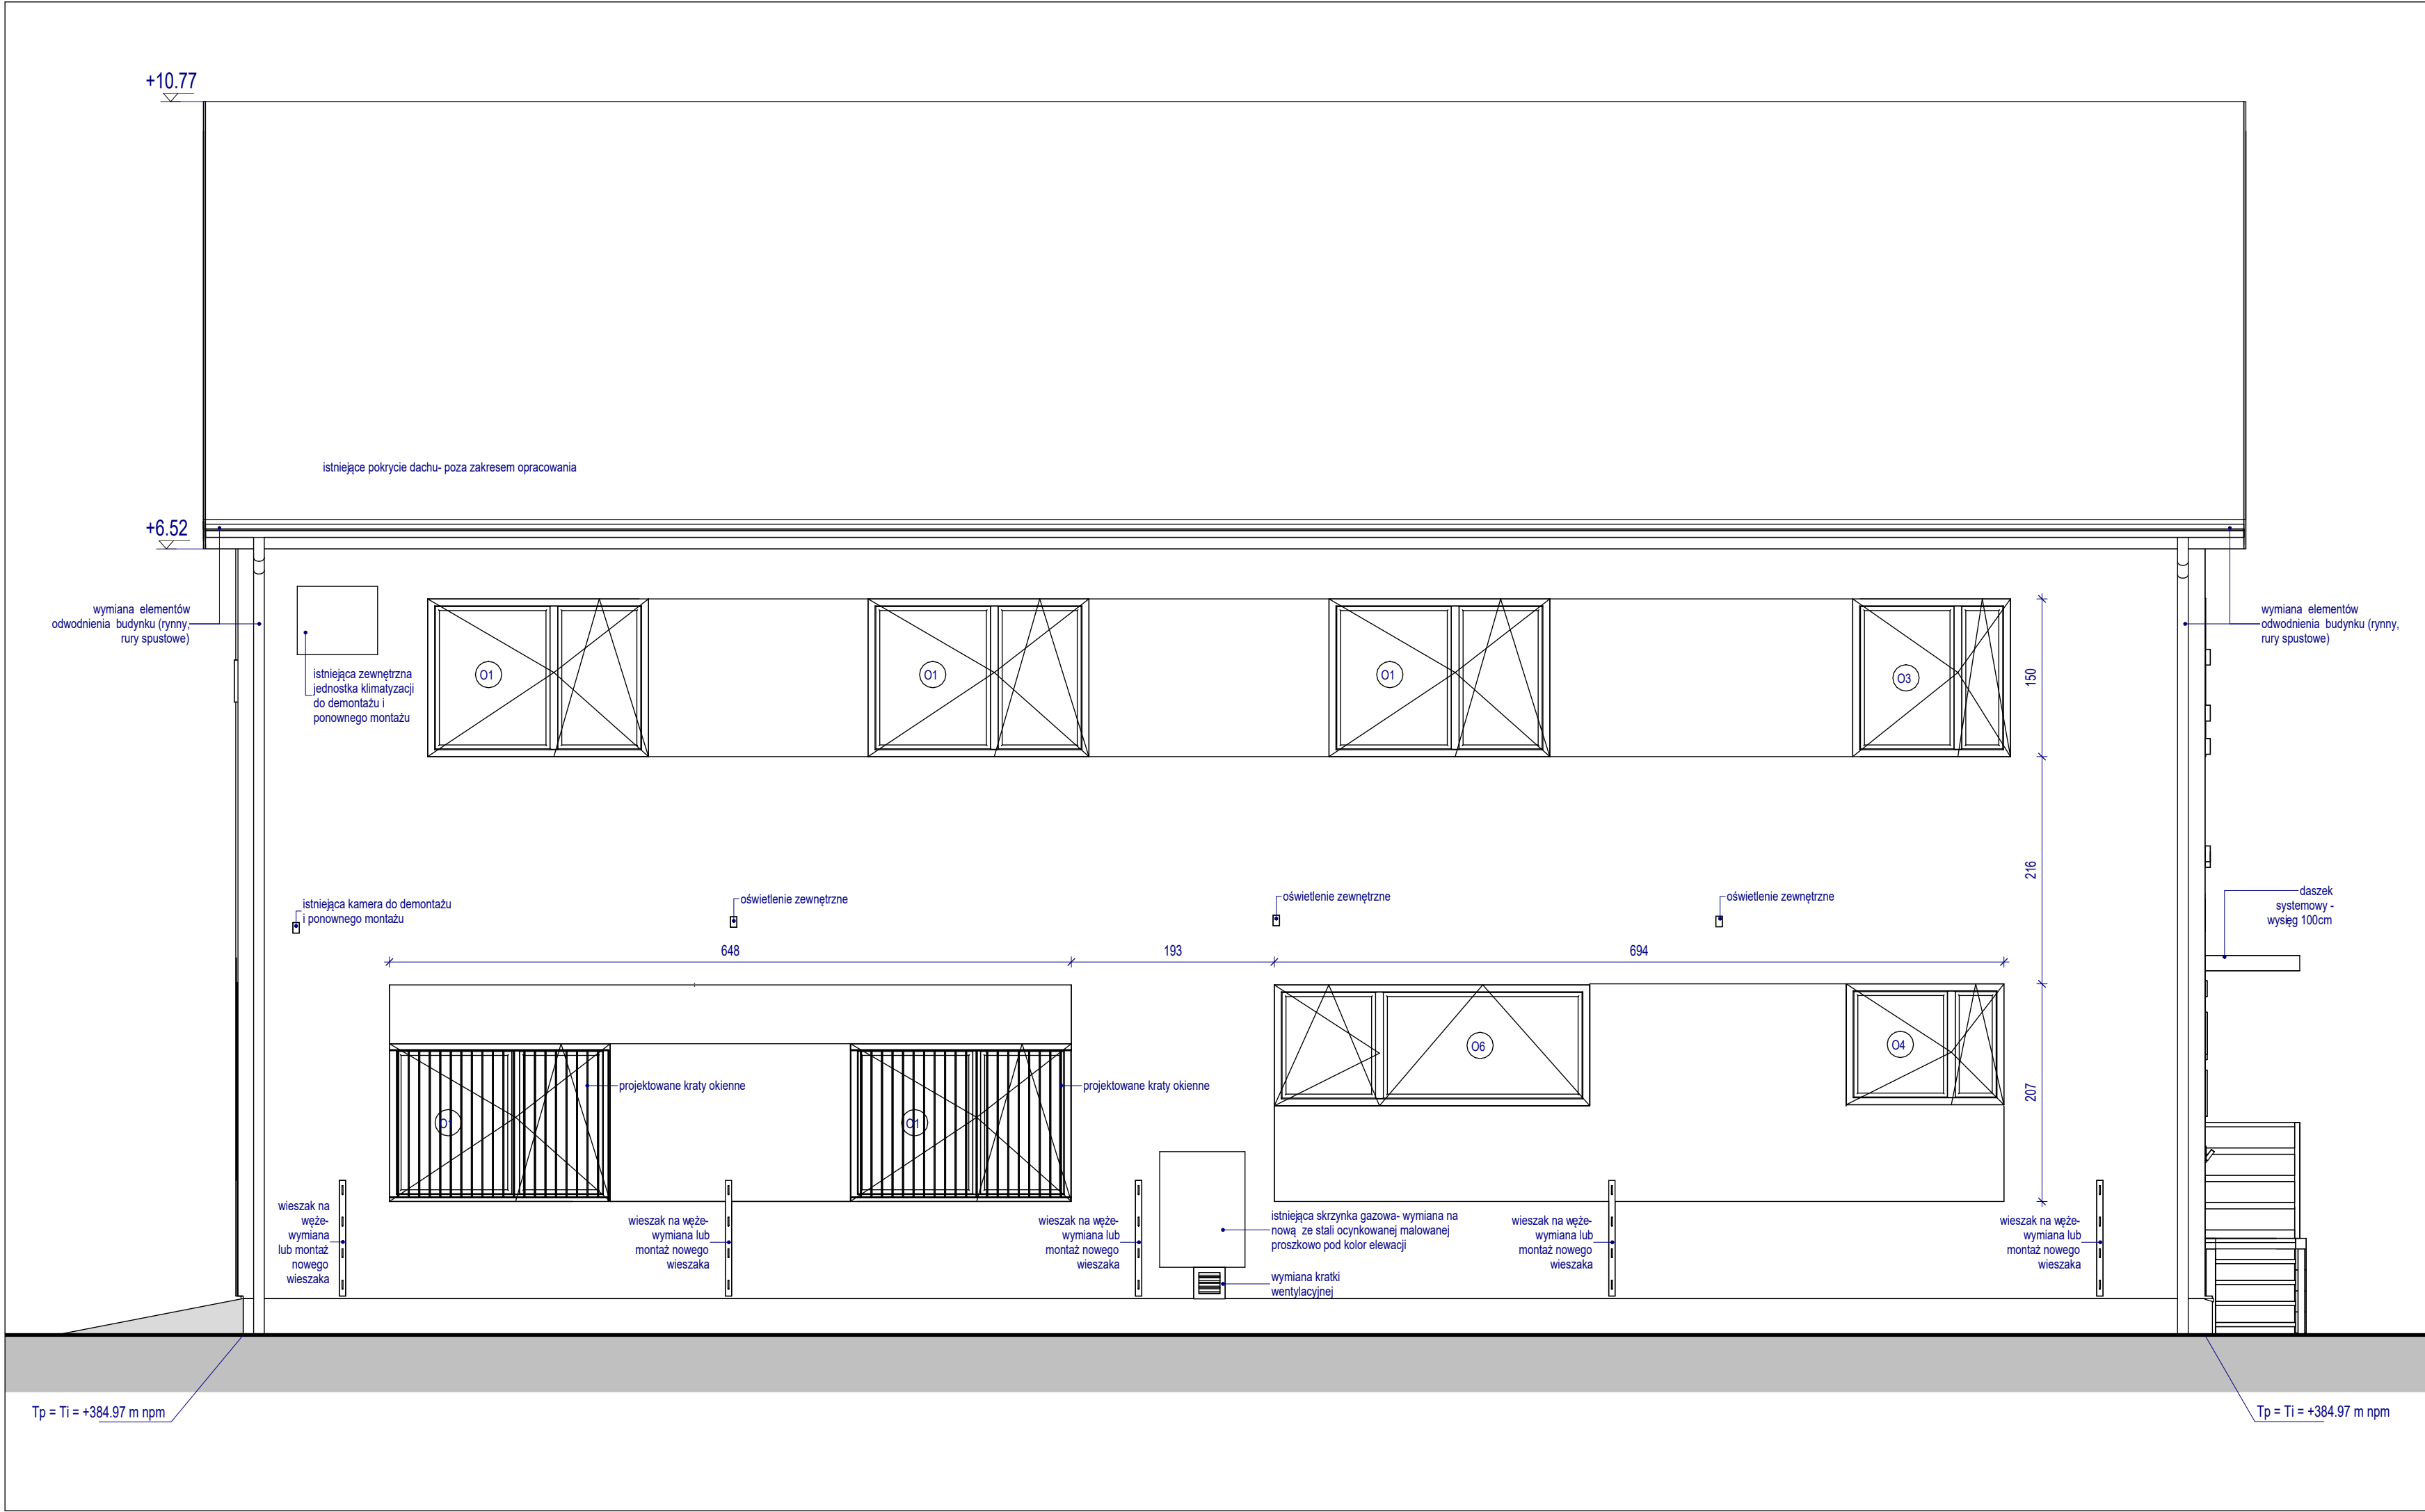 +10.77
istniejące pokrycie dachu- poza zakresem opracowania
+6.52
wymiana elementów
odwodnienia budynku (rynny,
rury spustowe)
istniejąca zewnętrzna
jednostka klimatyzacji
do demontażu i
ponownego montażu
O1
O1
O1
O3
150
wymiana elementów
odwodnienia budynku (rynny,
rury spustowe)
216
istniejąca kamera do demontażu
i ponownego montażu
oświetlenie zewnętrzne
oświetlenie zewnętrzne
oświetlenie zewnętrzne
daszek
systemowy -
wysięg 100cm
648
193
694
O1
projektowane kraty okienne
O1
projektowane kraty okienne
O6
O4
207
wieszak na
węże-
wymiana
lub montaż
nowego
wieszaka
wieszak na węże-
wymiana lub
montaż nowego
wieszaka
wieszak na węże-
wymiana lub
montaż nowego
wieszaka
istniejąca skrzynka gazowa- wymiana na
nową ze stali ocynkowanej malowanej
proszkowo pod kolor elewacji
wymiana kratki
wentylacyjnej
wieszak na węże-
wymiana lub
montaż nowego
wieszaka
wieszak na węże-
wymiana lub
montaż nowego
wieszaka
Tp = Ti = +384.97 m npm
Tp = Ti = +384.97 m npm